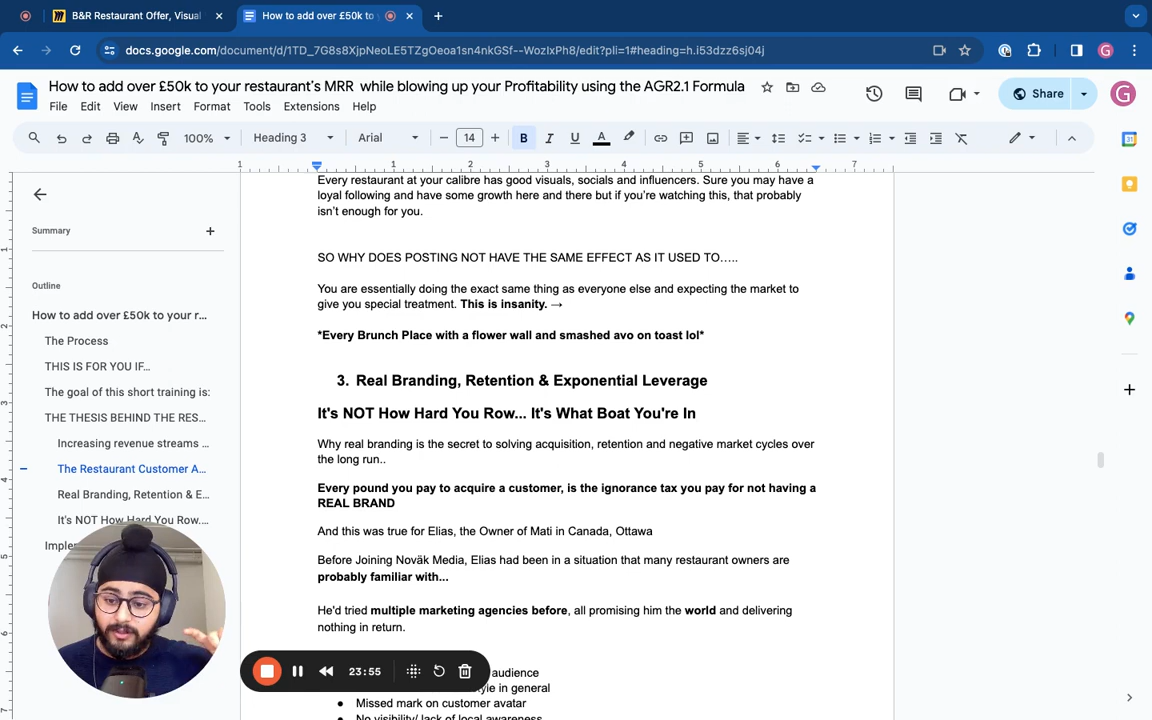 B&R Restaurant Offer, Visual
How to add over £50k to
docs.google.com/document/d/1TD_7G8s8XjpNeoLE5TZgOeoa1sn4nkGSf--WozIxPh8/edit?pli=1#heading=h.i53dzz6sj04j
G
How to add over £50k to your restaurant's MRR while blowing up your Profitability using the AGR2.1 Formula
File Edit View Insert Format Tools Extensions Help
Share
G
100% Heading 3 Arial 14 B I U A
1 1 2 3 4 5 6 7
Summary
Outline
How to add over £50k to your r...
The Process
THIS IS FOR YOU IF...
The goal of this short training is:
THE THESIS BEHIND THE RES...
Increasing revenue streams ...
The Restaurant Customer A...
Real Branding, Retention & E...
It's NOT How Hard You Row....
Imple
Every restaurant at your calibre has good visuals, socials and influencers. Sure you may have a
loyal following and have some growth here and there but if you're watching this, that probably
isn't enough for you.
SO WHY DOES POSTING NOT HAVE THE SAME EFFECT AS IT USED TO…..
You are essentially doing the exact same thing as everyone else and expecting the market to
give you special treatment. This is insanity. →
*Every Brunch Place with a flower wall and smashed avo on toast lol*
3. Real Branding, Retention & Exponential Leverage
It's NOT How Hard You Row... It's What Boat You're In
Why real branding is the secret to solving acquisition, retention and negative market cycles over
the long run..
Every pound you pay to acquire a customer, is the ignorance tax you pay for not having a
REAL BRAND
And this was true for Elias, the Owner of Mati in Canada, Ottawa
Before Joining Noväk Media, Elias had been in a situation that many restaurant owners are
probably familiar with...
He'd tried multiple marketing agencies before, all promising him the world and delivering
nothing in return.
23:55
audience
yle in general
● Missed mark on customer avatar
● No visibility/ lack of local awareness